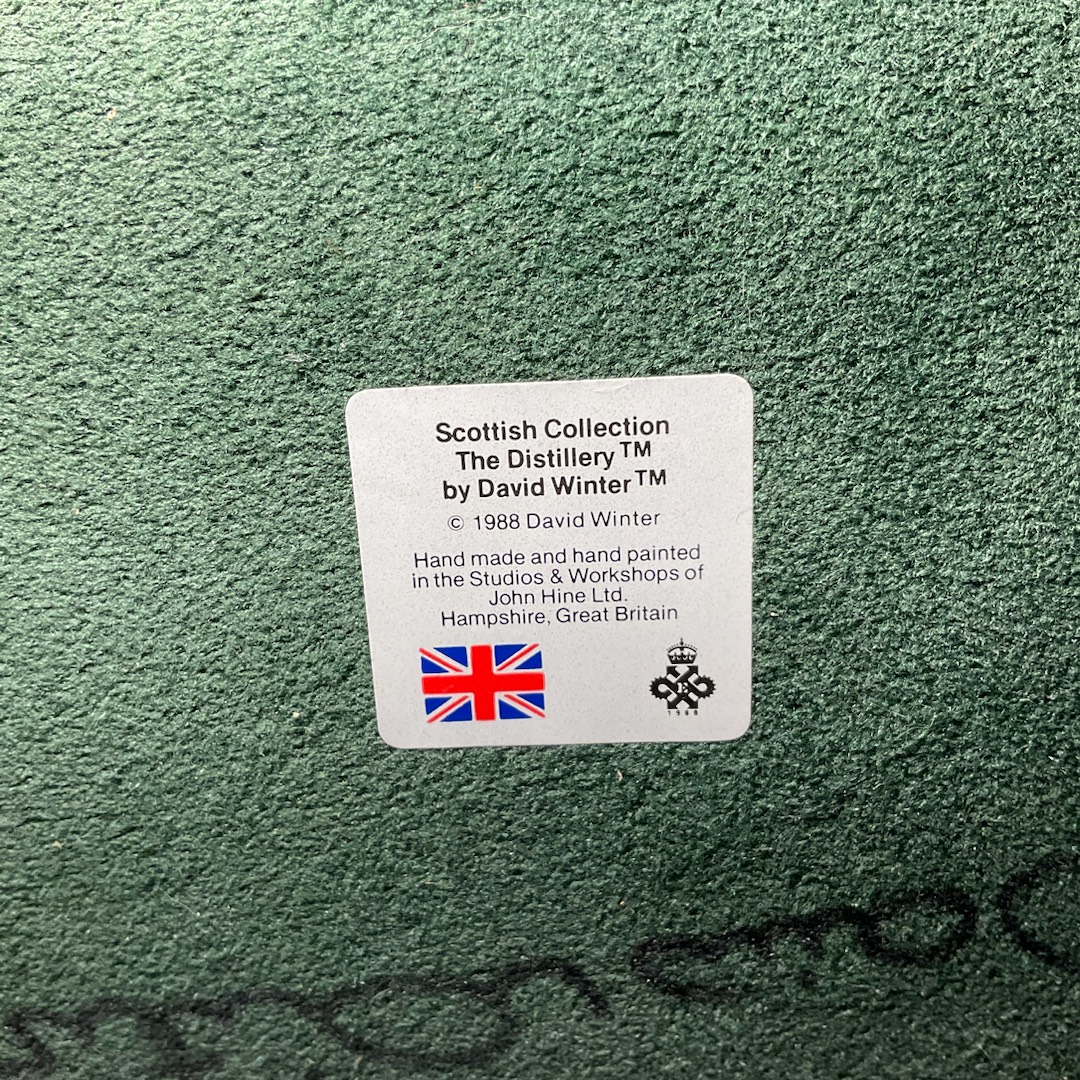 Scottish Collection
The Distillery™
by David Winter™
© 1988 David Winter
Hand made and hand painted
in the Studios & Workshops of
John Hine Ltd.
Hampshire, Great Britain
1988